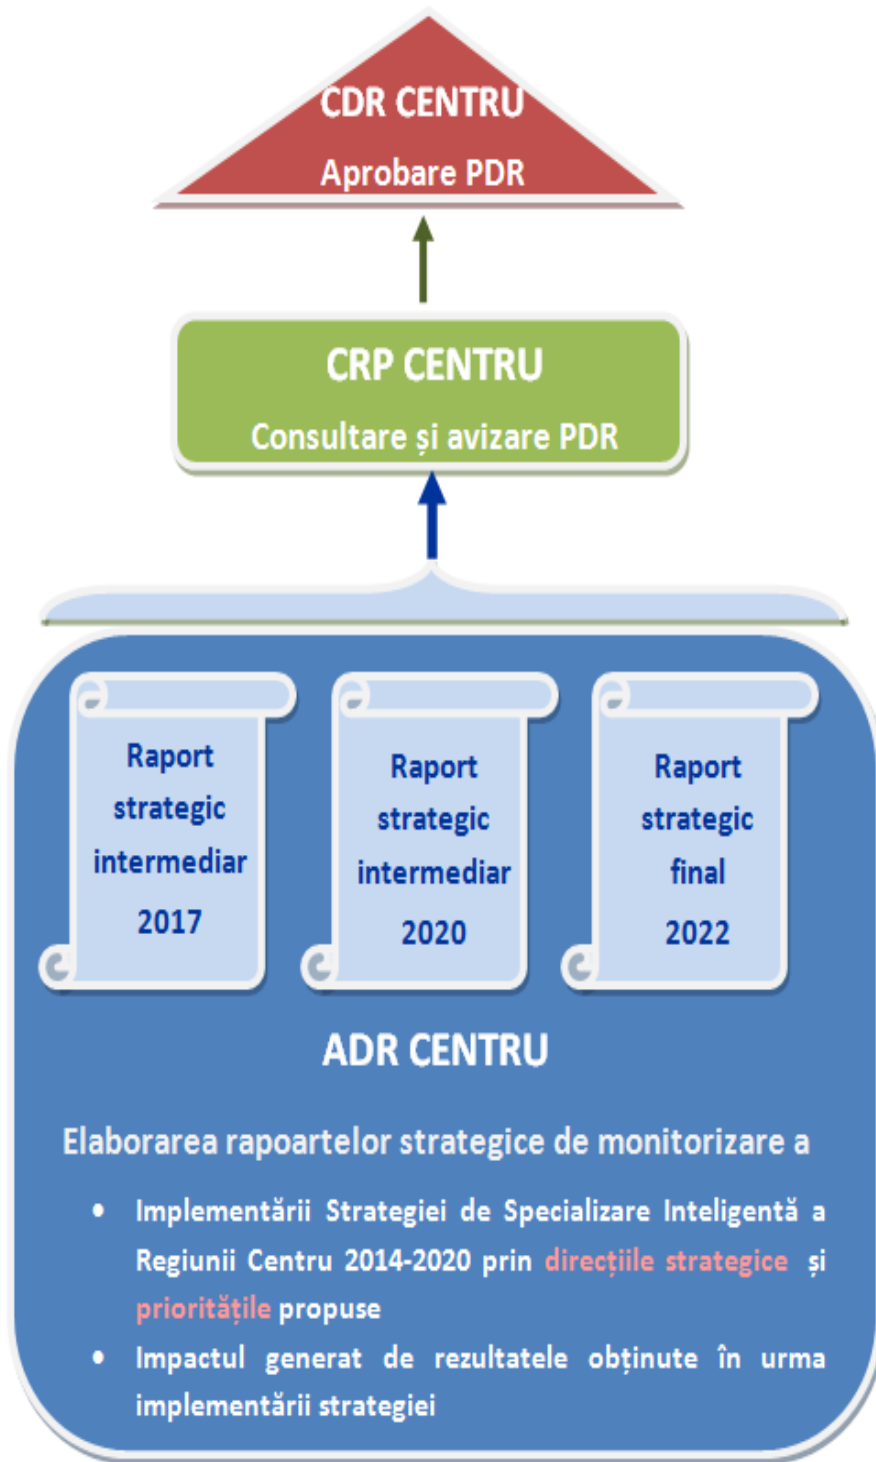 CDR CENTRU
Aprobare PDR
CRP CENTRU
Consultare și avizare PDR
Raport
strategic
intermediar
2017
Raport
strategic
intermediar
2020
Raport
strategic
final
2022
ADR CENTRU
Elaborarea rapoartelor strategice de monitorizare a
• Implementării Strategiei de Specializare Inteligentă a
Regiunii Centru 2014-2020 prin direcțiile strategice și
prioritățile propuse
• Impactul generat de rezultatele obținute în urma
implementării strategiei